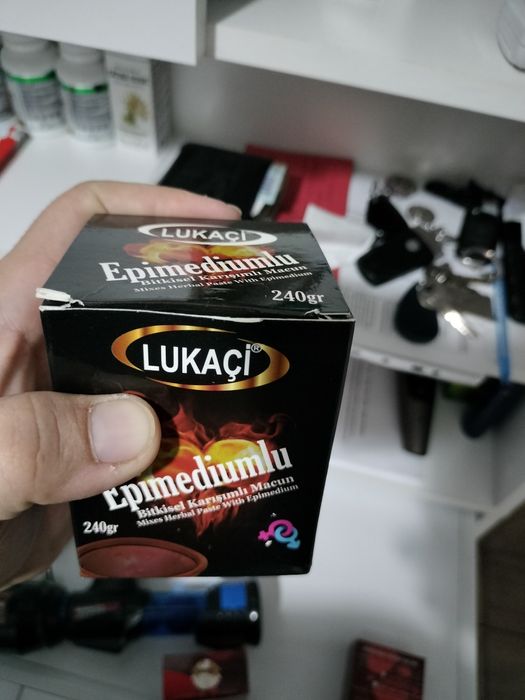 LUKAÇİ
Epimediumlu
Bitkisel Karışımlı Macun
Mixes Herbal Paste With Epimedium
240gr
LUKAÇİ®
Epimediumlu
Bitkisel Karışımlı Macun
Mixes Herbal Paste With Epimedium
240gr